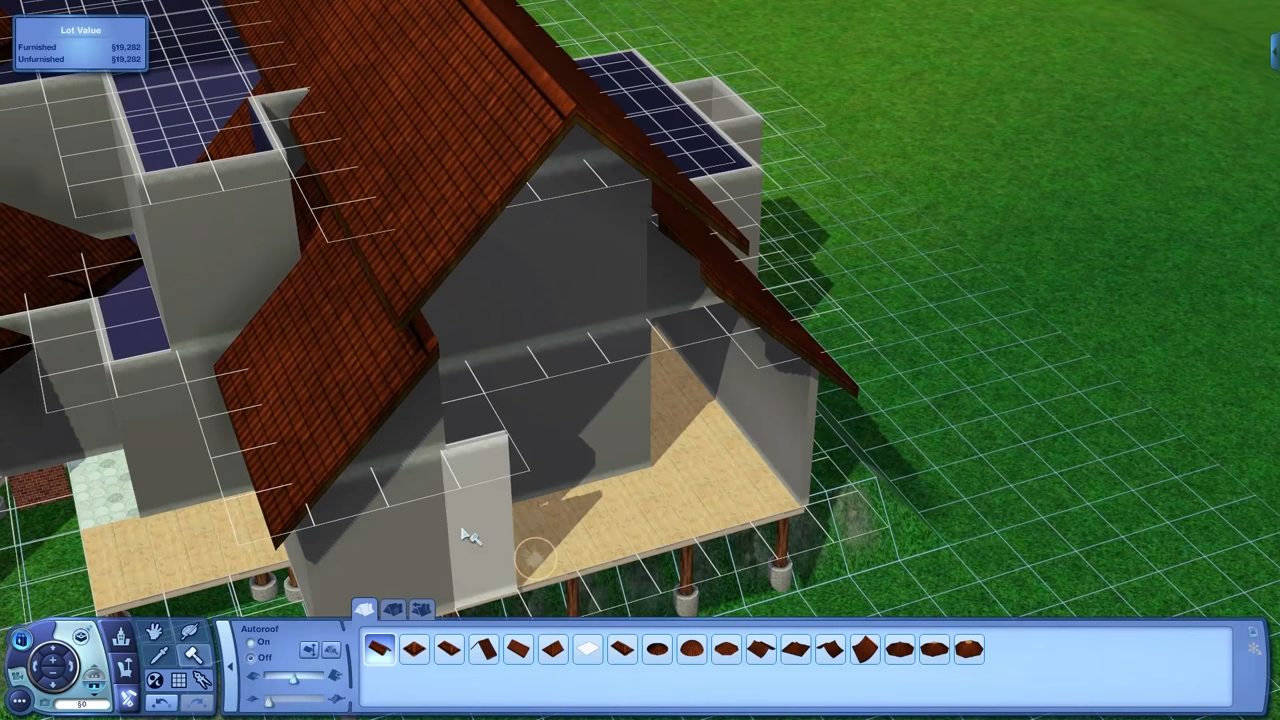 Lot Value
Furnished §19,282
Unfurnished §19,282
Autoroof
On
Off
§0